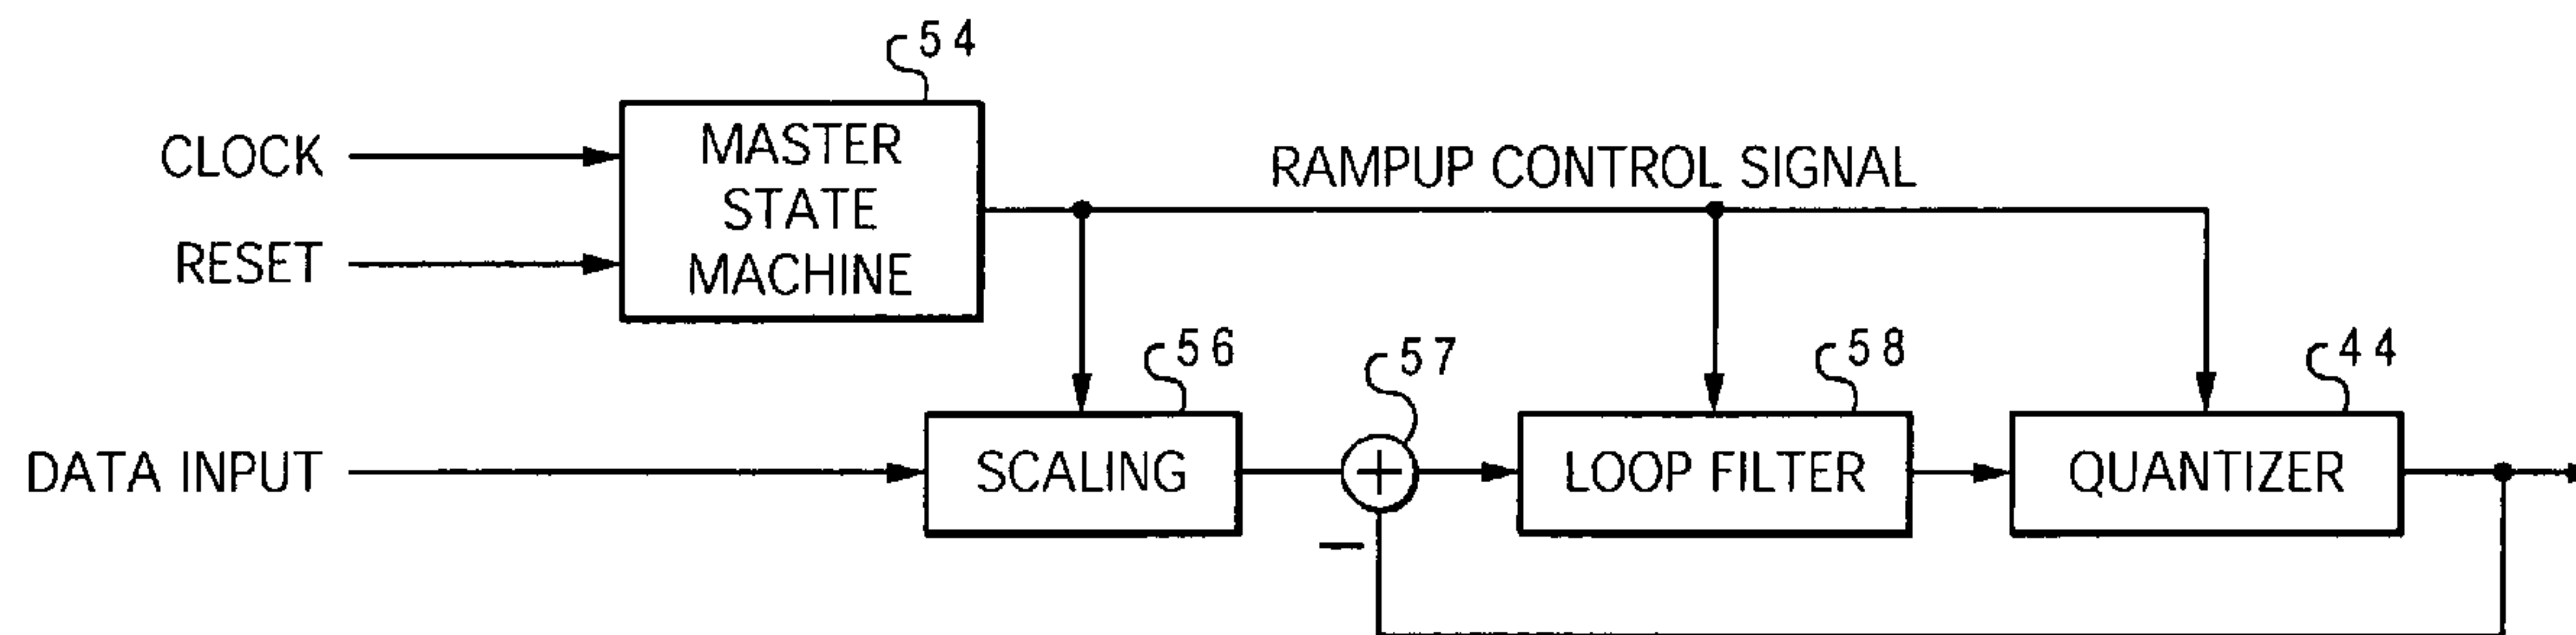 54
CLOCK
RESET
MASTER
STATE
MACHINE
RAMPUP CONTROL SIGNAL
56
57
58
44
DATA INPUT
SCALING
+
LOOP FILTER
QUANTIZER
−